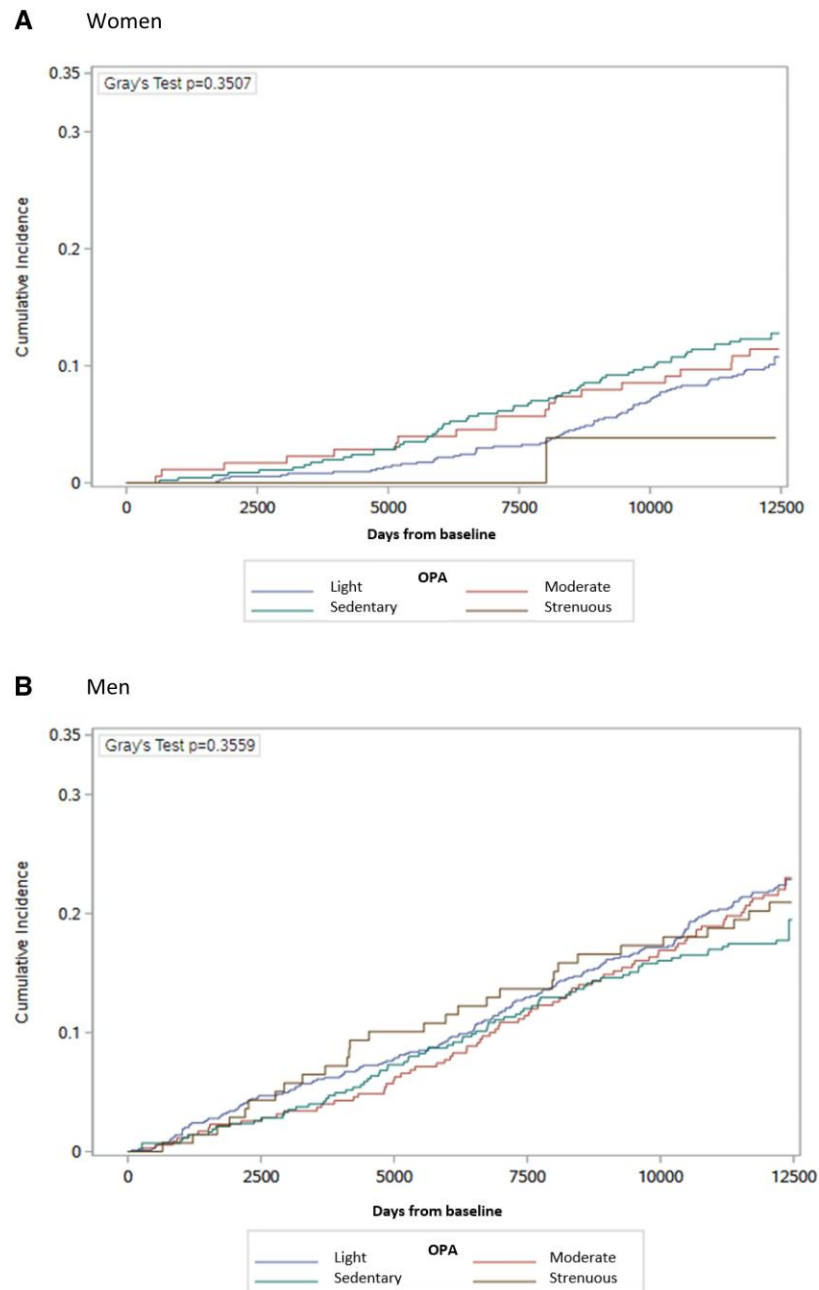 A Women
0.35
Gray's Test p=0.3507
0.3
0.2
0.1
0
Cumulative Incidence
0 2500 5000 7500 10000 12500
Days from baseline
OPA
Light Moderate
Sedentary Strenuous
B Men
0.35
Gray's Test p=0.3559
0.3
0.2
0.1
0
Cumulative Incidence
0 2500 5000 7500 10000 12500
Days from baseline
OPA
Light Moderate
Sedentary Strenuous